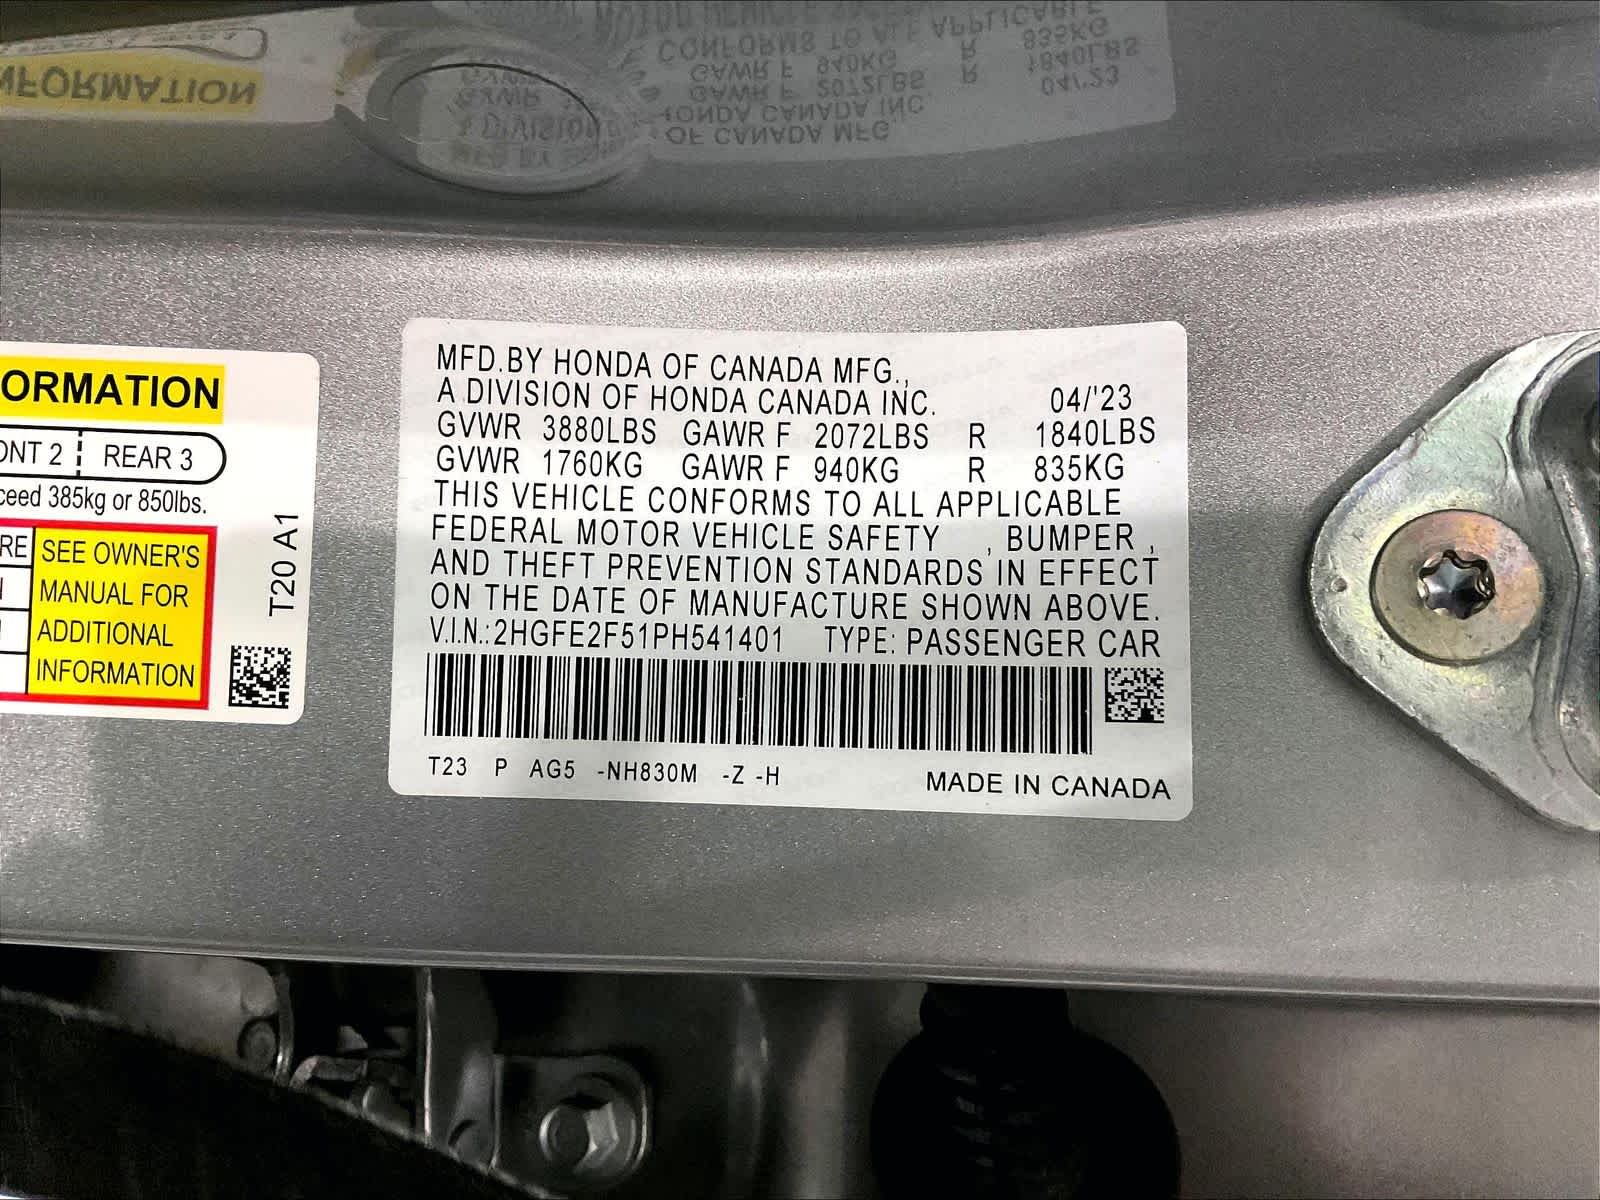 ORMATION
ONT 2 REAR 3
ceed 385kg or 850lbs.
RE SEE OWNER'S
MANUAL FOR
ADDITIONAL
INFORMATION
T20 A1
MFD.BY HONDA OF CANADA MFG.,
A DIVISION OF HONDA CANADA INC. 04/'23
GVWR 3880LBS GAWR F 2072LBS R 1840LBS
GVWR 1760KG GAWR F 940KG R 835KG
THIS VEHICLE CONFORMS TO ALL APPLICABLE
FEDERAL MOTOR VEHICLE SAFETY , BUMPER ,
AND THEFT PREVENTION STANDARDS IN EFFECT
ON THE DATE OF MANUFACTURE SHOWN ABOVE.
V.I.N.:2HGFE2F51PH541401 TYPE: PASSENGER CAR
T23 P AG5 -NH830M -Z -H MADE IN CANADA